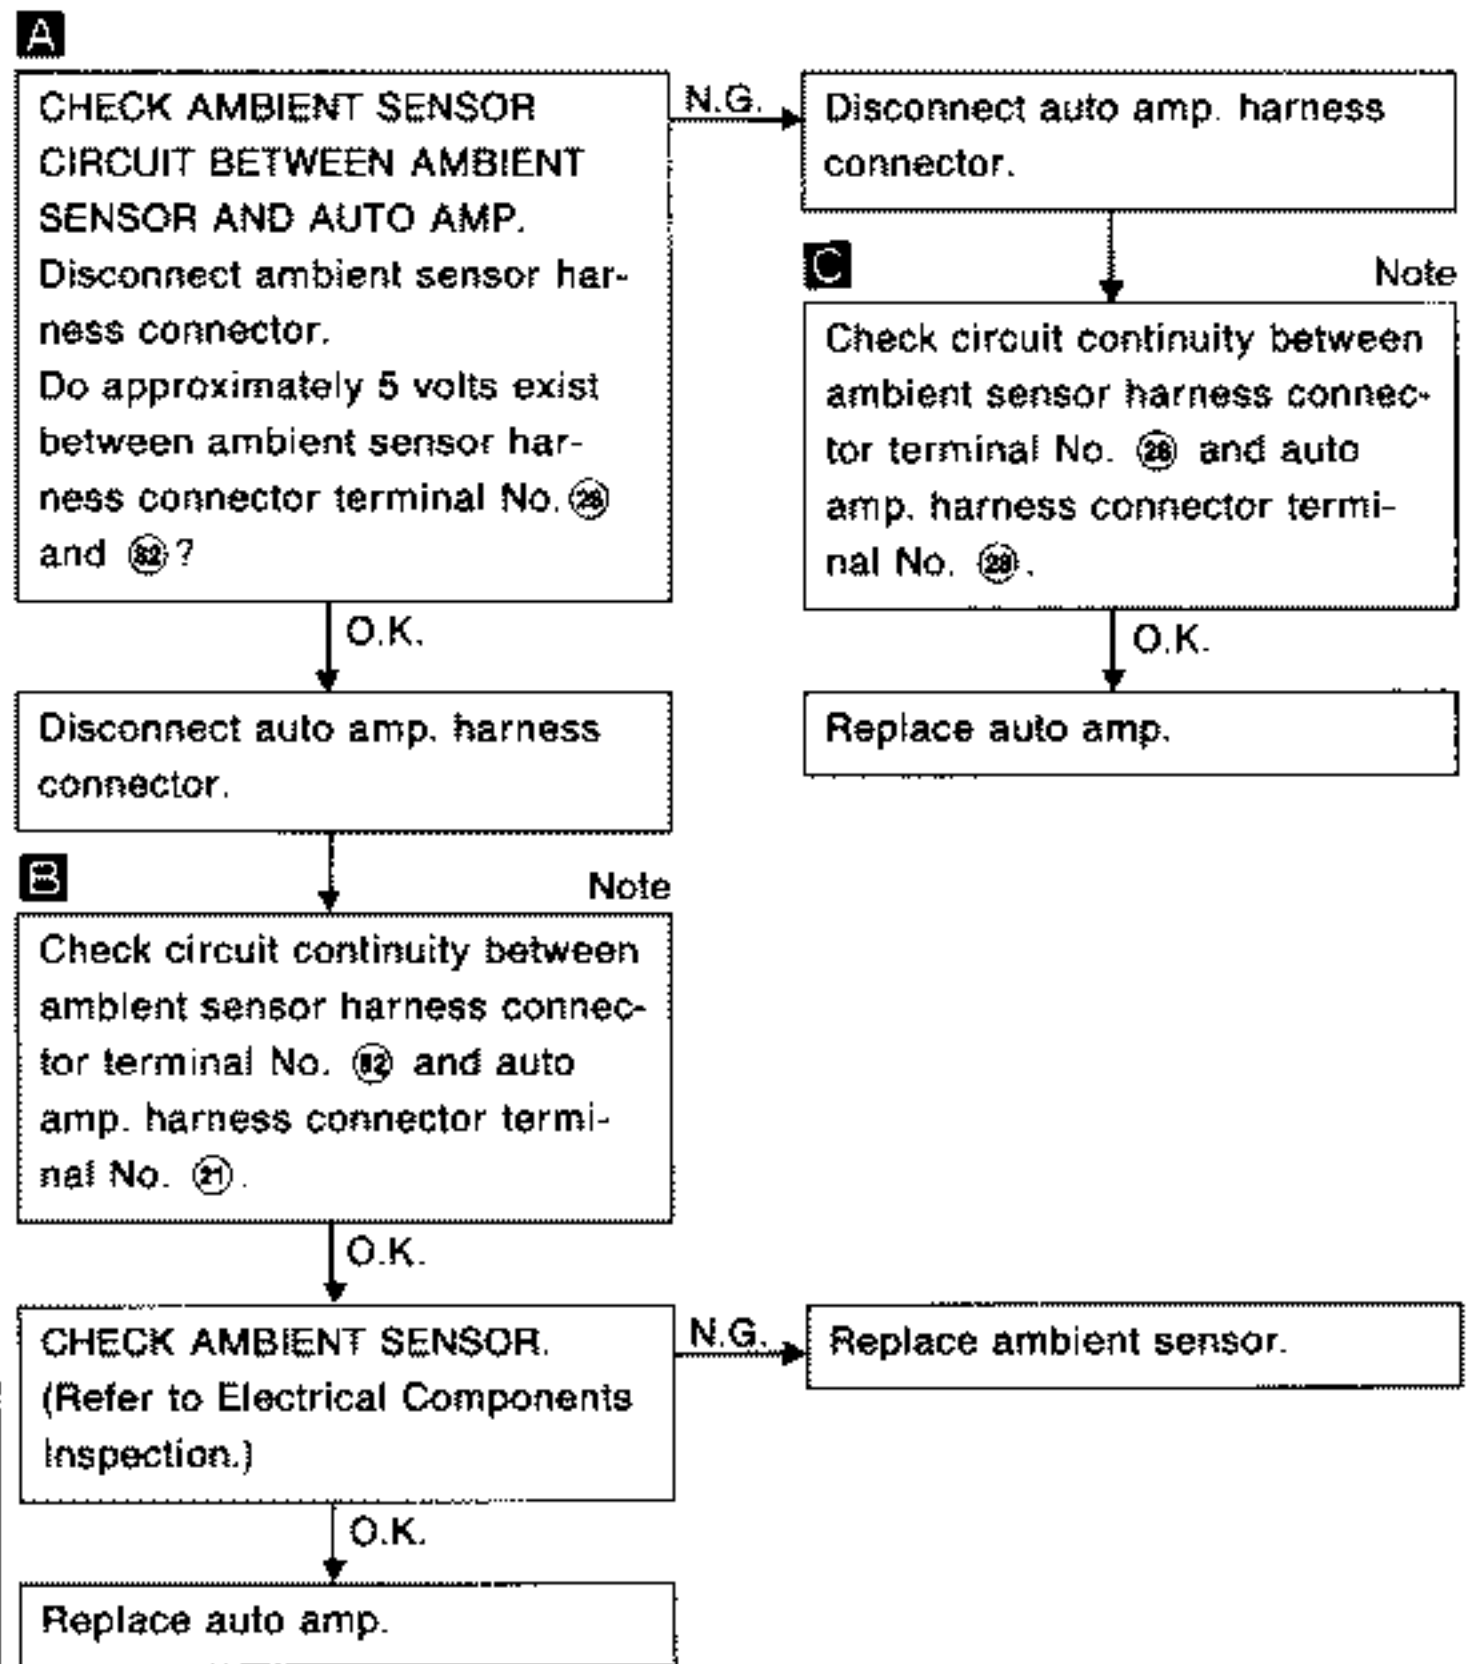 A
CHECK AMBIENT SENSOR
CIRCUIT BETWEEN AMBIENT
SENSOR AND AUTO AMP.
Disconnect ambient sensor har-
ness connector.
Do approximately 5 volts exist
between ambient sensor har-
ness connector terminal No.
and ?
N.G.
Disconnect auto amp. harness
connector.
C
Note
Check circuit continuity between
ambient sensor harness connec-
tor terminal No. and auto
amp. harness connector termi-
nal No. .
O.K.
Replace auto amp.
O.K.
Disconnect auto amp. harness
connector.
B
Note
Check circuit continuity between
ambient sensor harness connec-
tor terminal No. and auto
amp. harness connector termi-
nal No. 21.
O.K.
CHECK AMBIENT SENSOR.
(Refer to Electrical Components
Inspection.)
N.G.
Replace ambient sensor.
O.K.
Replace auto amp.